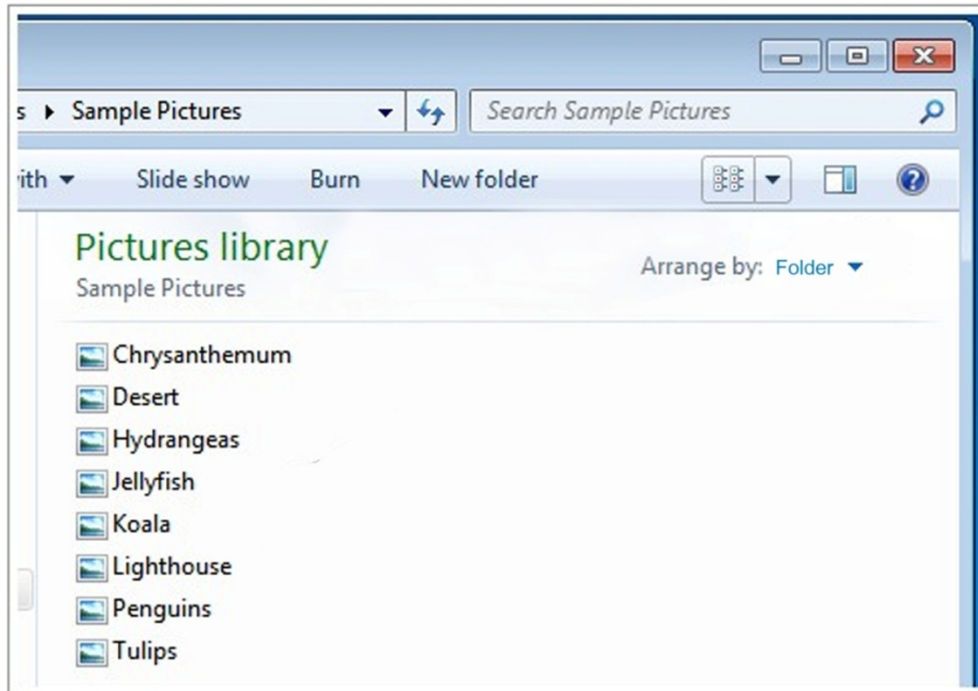 s Sample Pictures Search Sample Pictures
with Slide show Burn New folder
Pictures library
Arrange by: Folder
Sample Pictures
Chrysanthemum
Desert
Hydrangeas
Jellyfish
Koala
Lighthouse
Penguins
Tulips